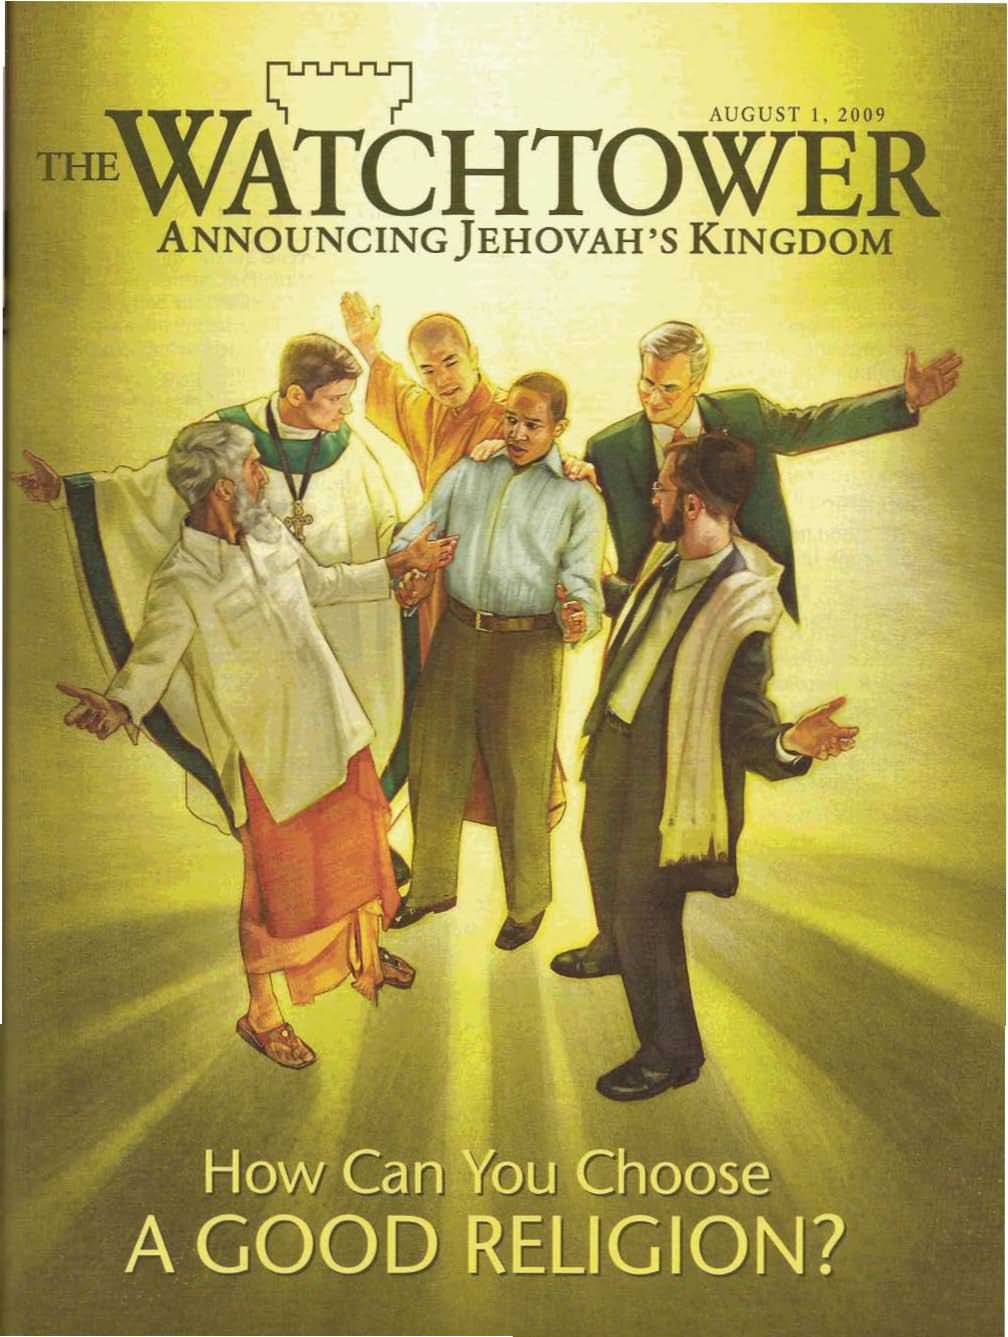 AUGUST 1, 2009
THE WATCHTOWER
ANNOUNCING JEHOVAH'S KINGDOM
How Can You Choose
A GOOD RELIGION?